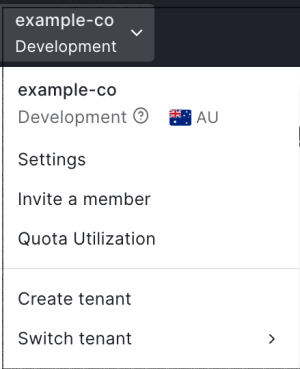 example-co
Development
example-co
Development AU
Settings
Invite a member
Quota Utilization
Create tenant
Switch tenant